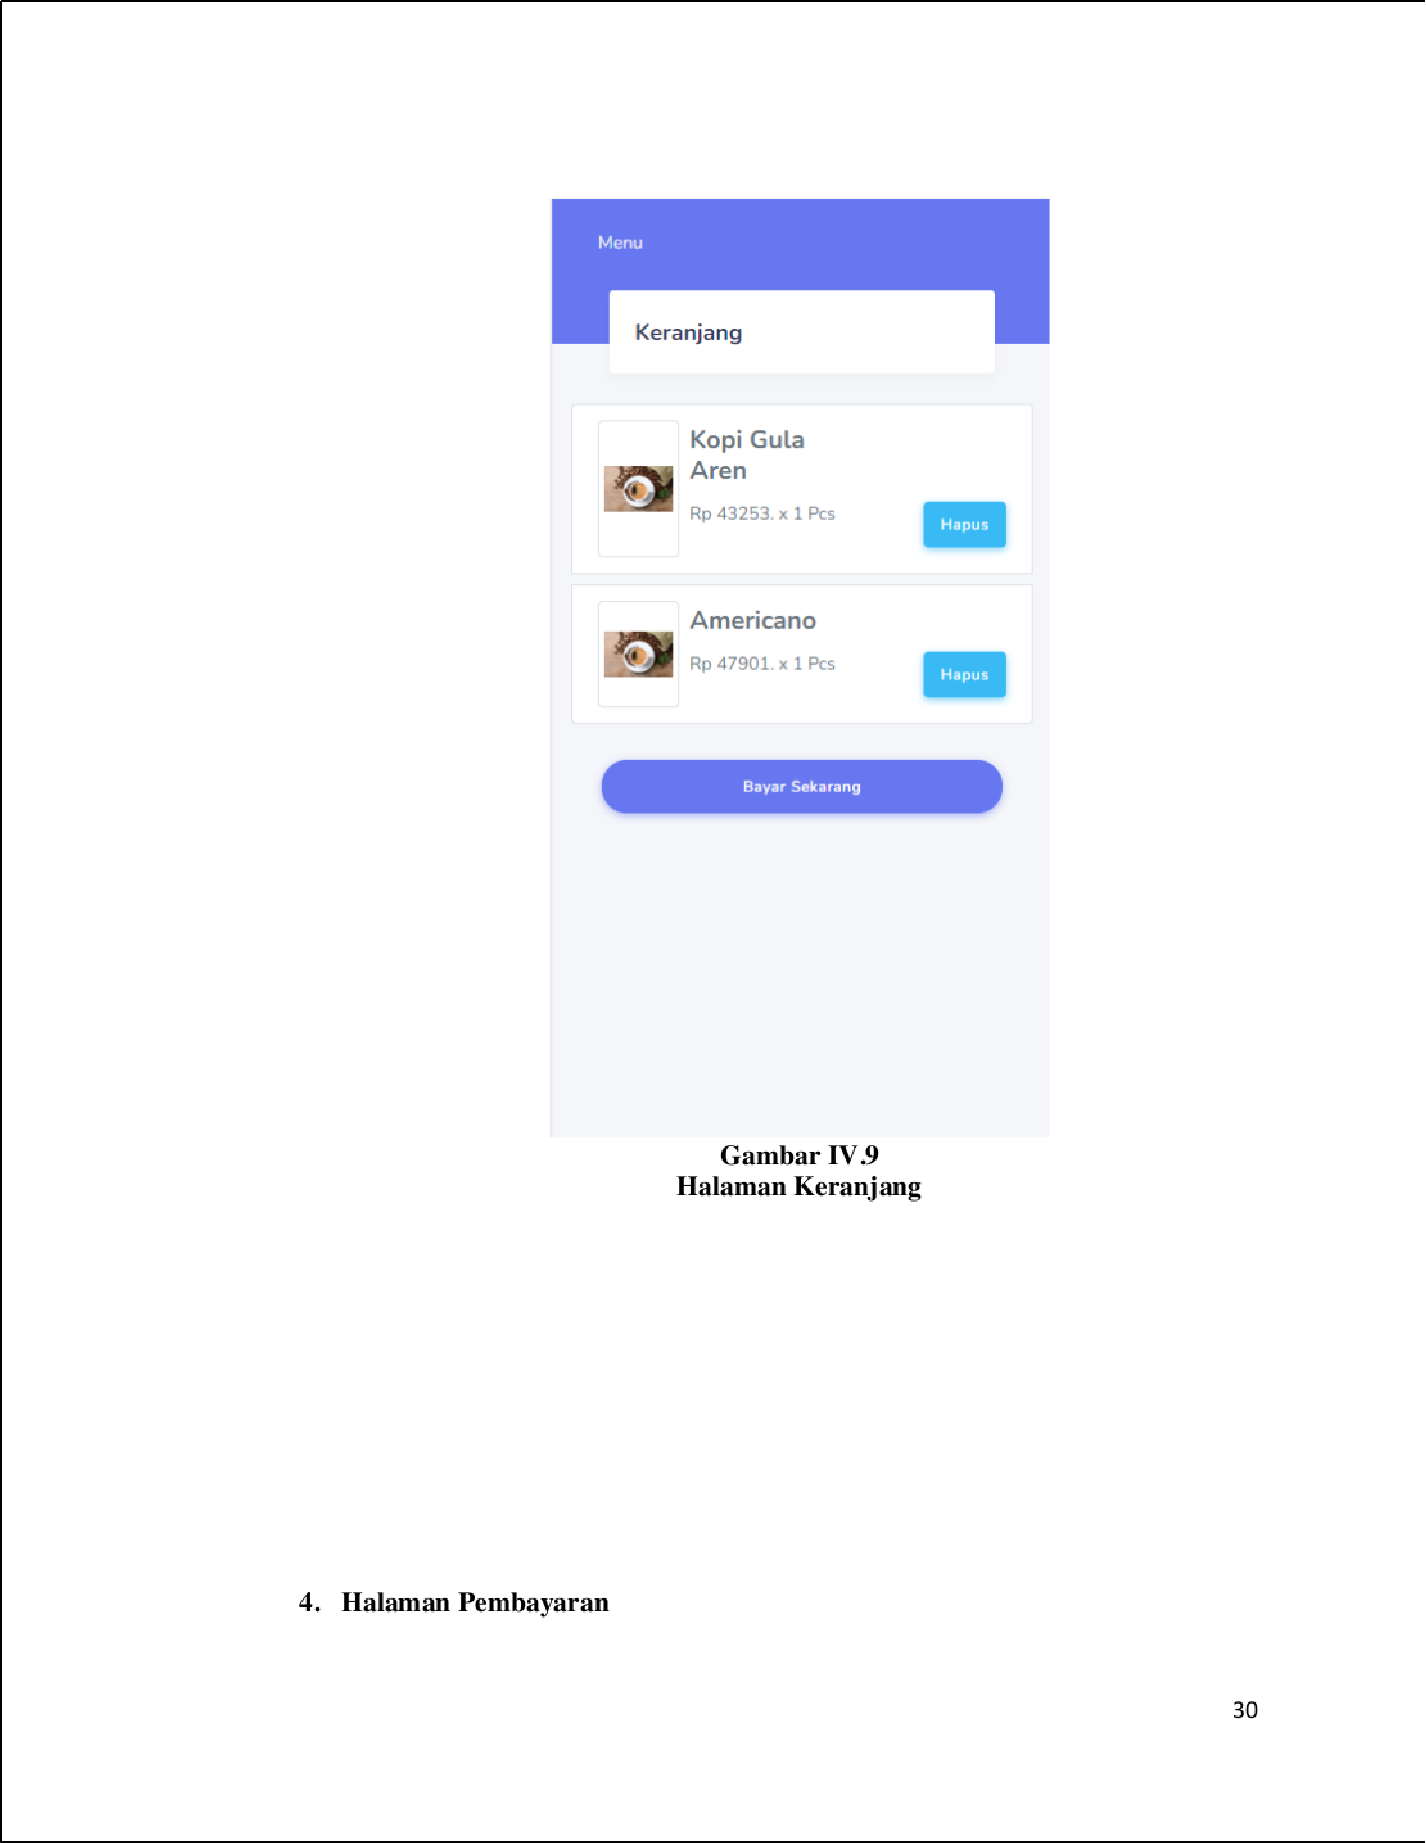 Menu
Keranjang
Kopi Gula
Aren
Rp 43253. x 1 Pcs
Hapus
Americano
Rp 47901. x 1 Pcs
Hapus
Bayar Sekarang
Gambar IV.9
Halaman Keranjang
4. Halaman Pembayaran
30